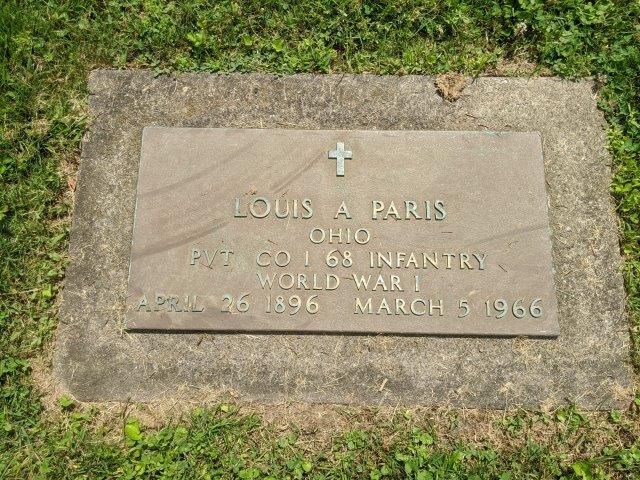 LOUIS A PARIS
OHIO
PVT CO I 68 INFANTRY
WORLD WAR I
APRIL 26 1896 MARCH 5 1966